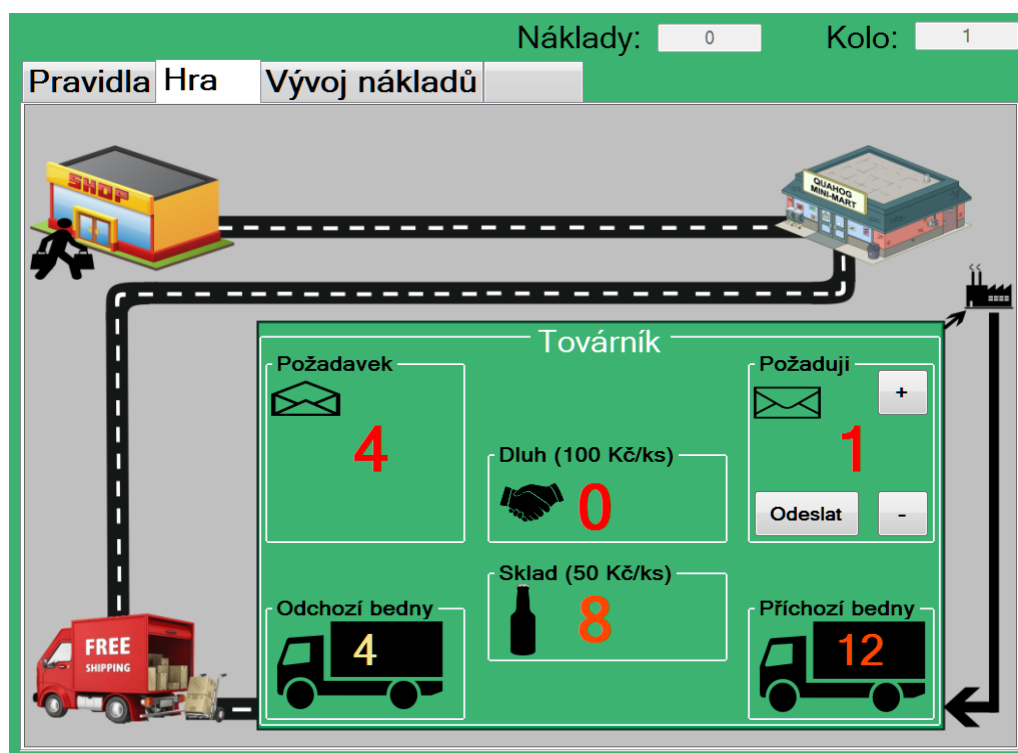 Náklady: 0 Kolo: 1
Pravidla Hra Vývoj nákladů
SHOP
QUAHOG
MINI-MART
Továrník
Požadavek
4
Požaduji
+
1
Odeslat -
Dluh (100 Kč/ks)
0
Sklad (50 Kč/ks)
8
Odchozí bedny
4
Příchozí bedny
12
FREE
SHIPPING